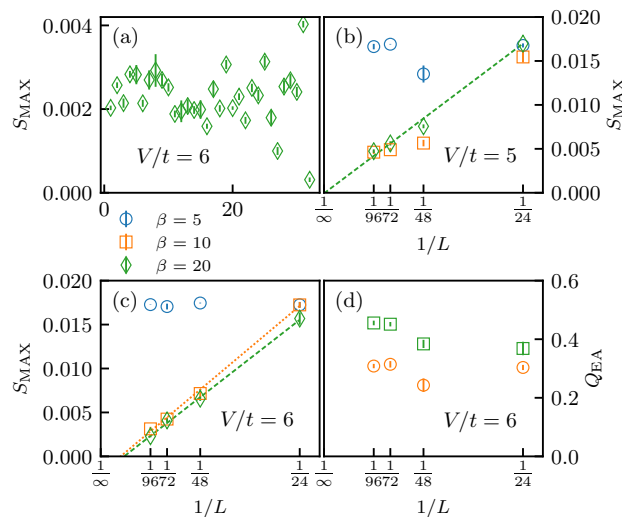 0.004
0.002
0.000
S_MAX
(a)
V/t = 6
0 20
(b)
V/t = 5
0.020
0.015
0.010
0.005
0.000
S_MAX
1/∞ 1/96 1/72 1/48 1/24
1/L
β = 5
β = 10
β = 20
0.020
0.015
0.010
0.005
0.000
S_MAX
(c)
V/t = 6
1/∞ 1/96 1/72 1/48 1/24
1/L
(d)
V/t = 6
0.6
0.4
0.2
0.0
Q_EA
1/∞ 1/96 1/72 1/48 1/24
1/L